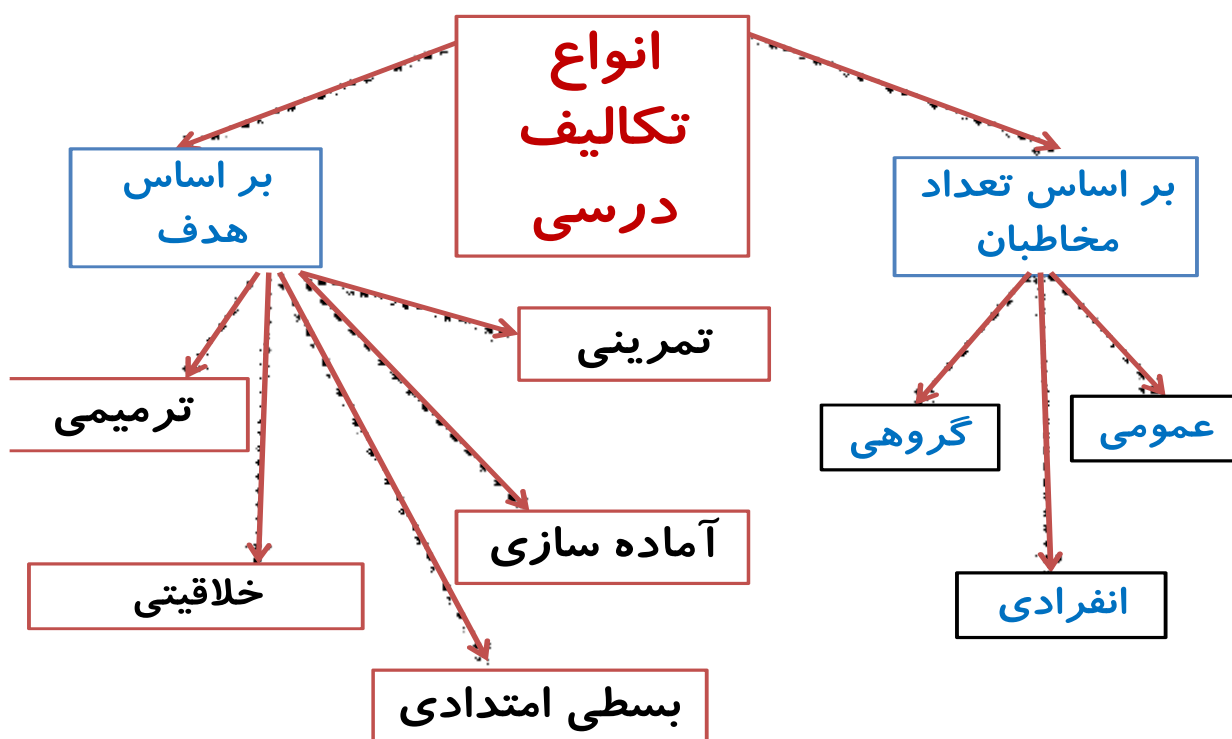 انواع
تکالیف
درسی
بر اساس تعداد
مخاطبان
بر اساس
هدف
عمومی
گروهی
انفرادی
تمرینی
ترمیمی
آماده سازی
خلاقیتی
بسطی امتدادی